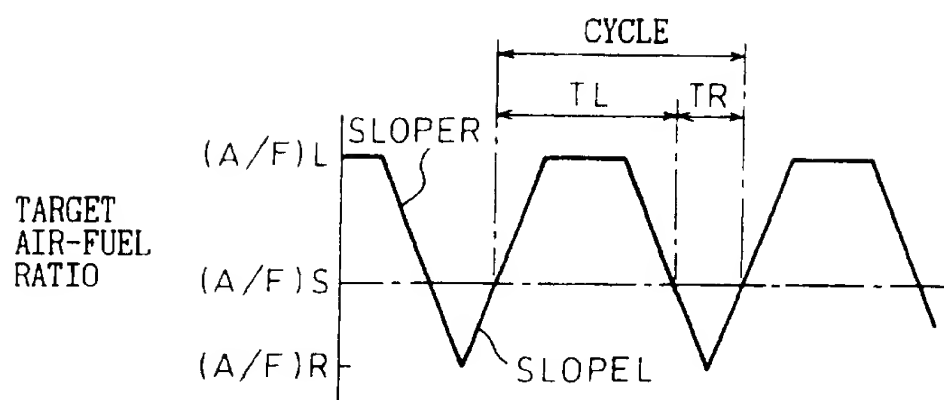 CYCLE
TL TR
SLOPER
(A/F)L
TARGET
AIR-FUEL
RATIO
(A/F)S
(A/F)R
SLOPEL